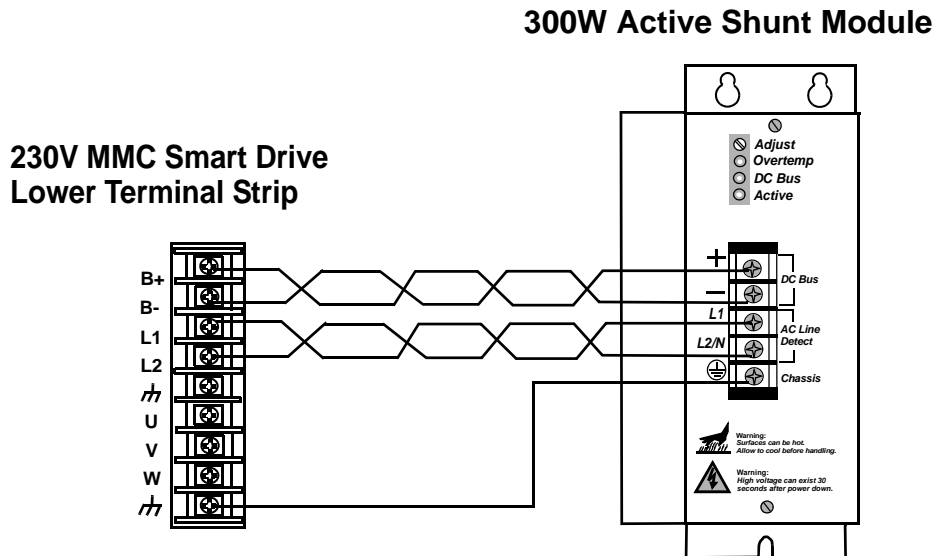 300W Active Shunt Module
230V MMC Smart Drive
Lower Terminal Strip
Adjust
Overtemp
DC Bus
Active
B+
B-
L1
L2
U
V
W
+
−
L1
L2/N
DC Bus
AC Line
Detect
Chassis
Warning:
Surfaces can be hot.
Allow to cool before handling.
Warning:
High voltage can exist 30
seconds after power down.